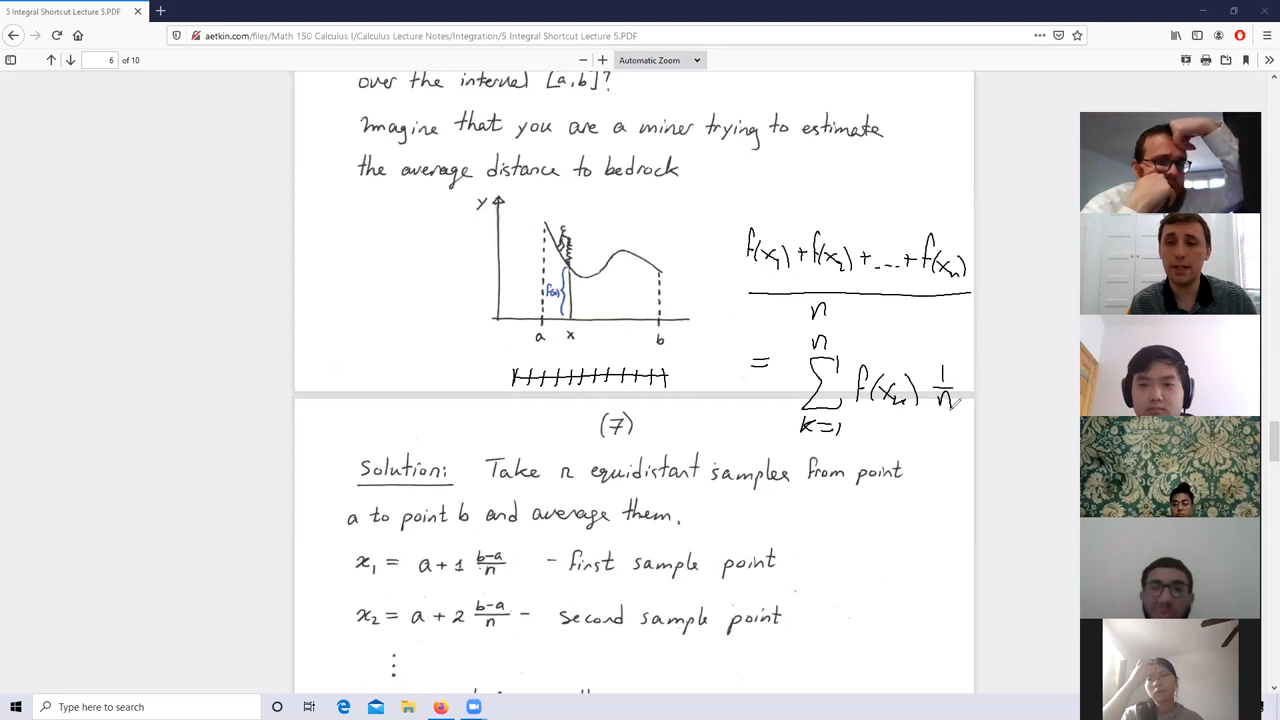 5 Integral Shortcut Lecture 5.PDF
aetkin.com/files/Math 150 Calculus I/Calculus Lecture Notes/Integration/5 Integral Shortcut Lecture 5.PDF
6 of 10
Automatic Zoom
over the interval [a,b]?
Imagine that you are a miner trying to estimate
the average distance to bedrock
y
f(x)
a x b
f(x₁)+f(x₂)+...+f(xₙ)
n
n
= ∑ f(xₖ) 1/n
k=1
(7)
Solution: Take n equidistant samples from point
a to point b and average them.
x₁ = a + 1 (b-a)/n - first sample point
x₂ = a + 2 (b-a)/n - second sample point
⋮
Type here to search